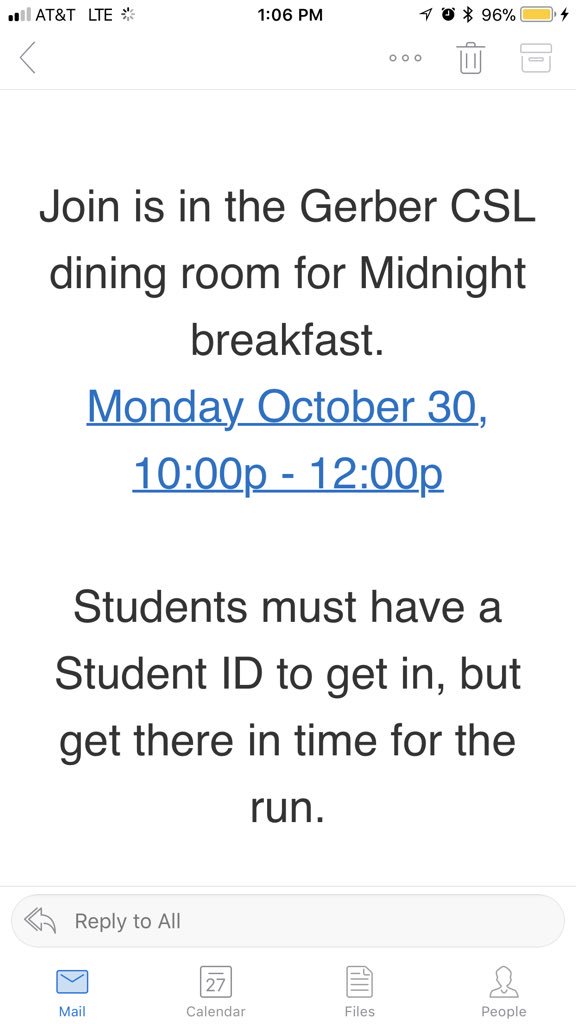 AT&T LTE 1:06 PM 96%
Join is in the Gerber CSL
dining room for Midnight
breakfast.
Monday October 30,
10:00p - 12:00p
Students must have a
Student ID to get in, but
get there in time for the
run.
Reply to All
27
Mail Calendar Files People